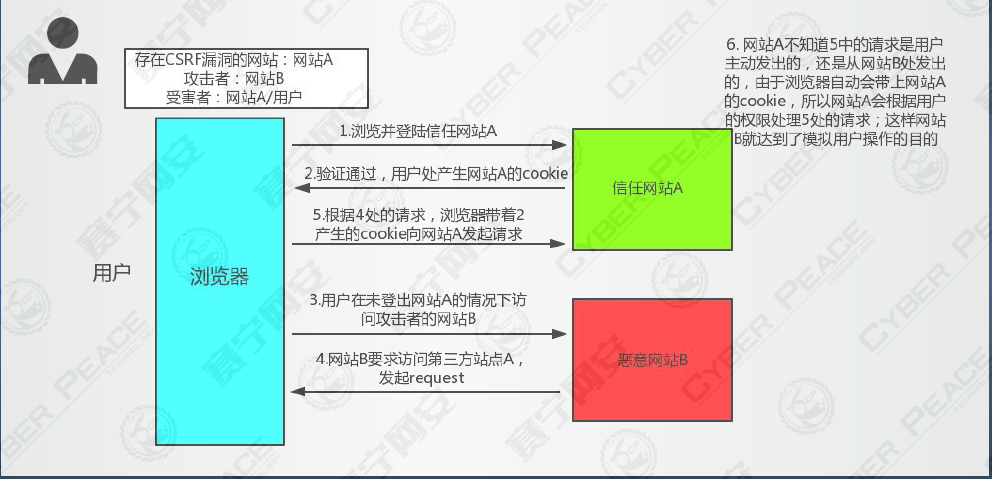 存在CSRF漏洞的网站：网站A
攻击者：网站B
受害者：网站A/用户
6. 网站A不知道5中的请求是用户
主动发出的，还是从网站B处发出
的，由于浏览器自动会带上网站A
的cookie，所以网站A会根据用户
的权限处理5处的请求；这样网站
B就达到了模拟用户操作的目的
1.浏览并登陆信任网站A
2.验证通过，用户处产生网站A的cookie
信任网站A
5.根据4处的请求，浏览器带着2
产生的cookie向网站A发起请求
用户
浏览器
3.用户在未登出网站A的情况下访
问攻击者的网站B
4.网站B要求访问第三方站点A，
发起request
恶意网站B
赛宁网安
CYBER PEACE